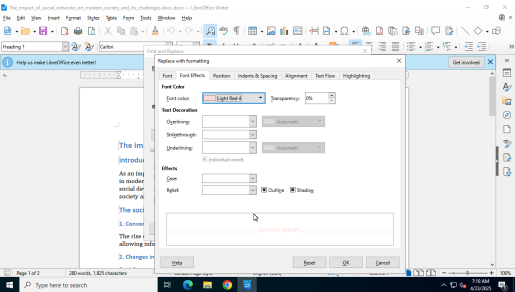 The_impact_of_social_networks_on_modern_society_and_its_challenges.docx.docx — LibreOffice Writer
File Edit View Insert Format Styles Table Form Tools Window Help
Heading 1
Calibri
Help us make LibreOffice even better!
Get involved
Find and Replace
Replace with Formatting
Font Font Effects Position Indents & Spacing Alignment Text Flow Highlighting
Font Color
Font color: Light Red 4 Transparency: 0%
Text Decoration
Overlining: Automatic
Strikethrough:
Underlining: Automatic
Individual words
Effects
Case:
Relief: Outline Shadow
Lorem ipsum
Help Reset OK Cancel
The im
Introduc
As an im
in modern
social de
society a
The soci
1. Conver
The rise
allowing info
2. Changes in
Page 1 of 2 280 words, 1,825 characters
Type here to search
7:10 AM
4/23/2025